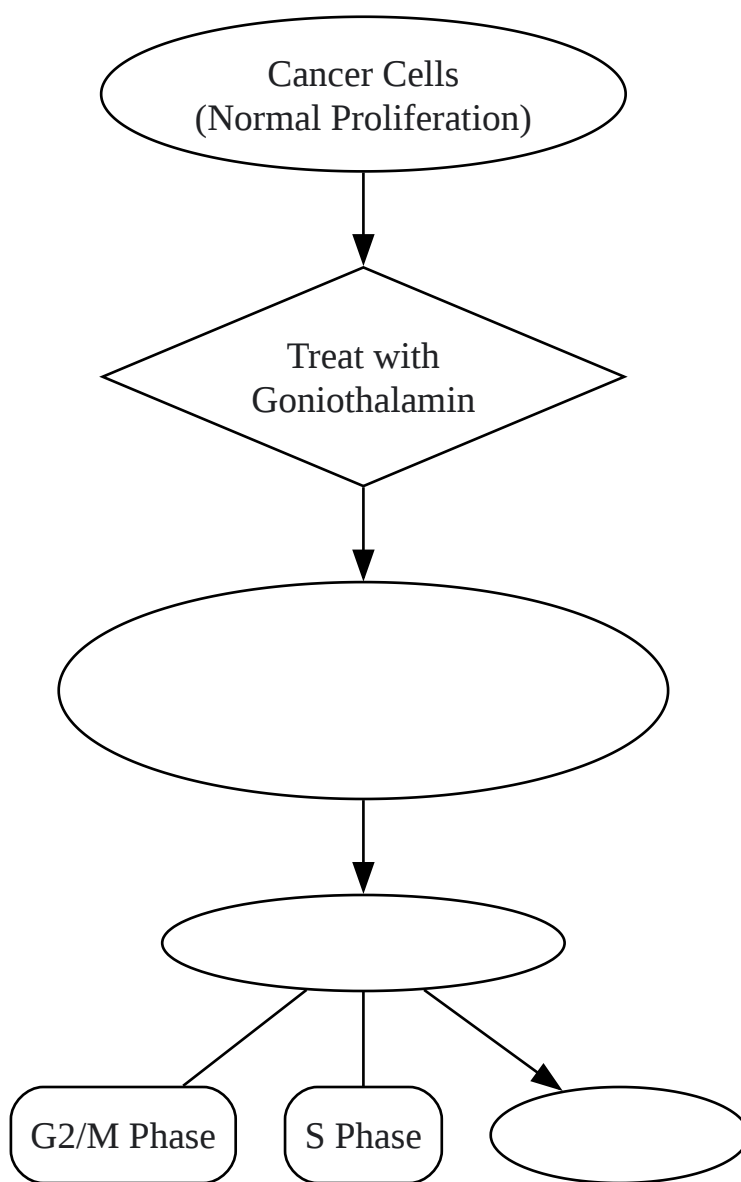 Cancer Cells
(Normal Proliferation)
Treat with
Goniothalamin
G2/M Phase
S Phase